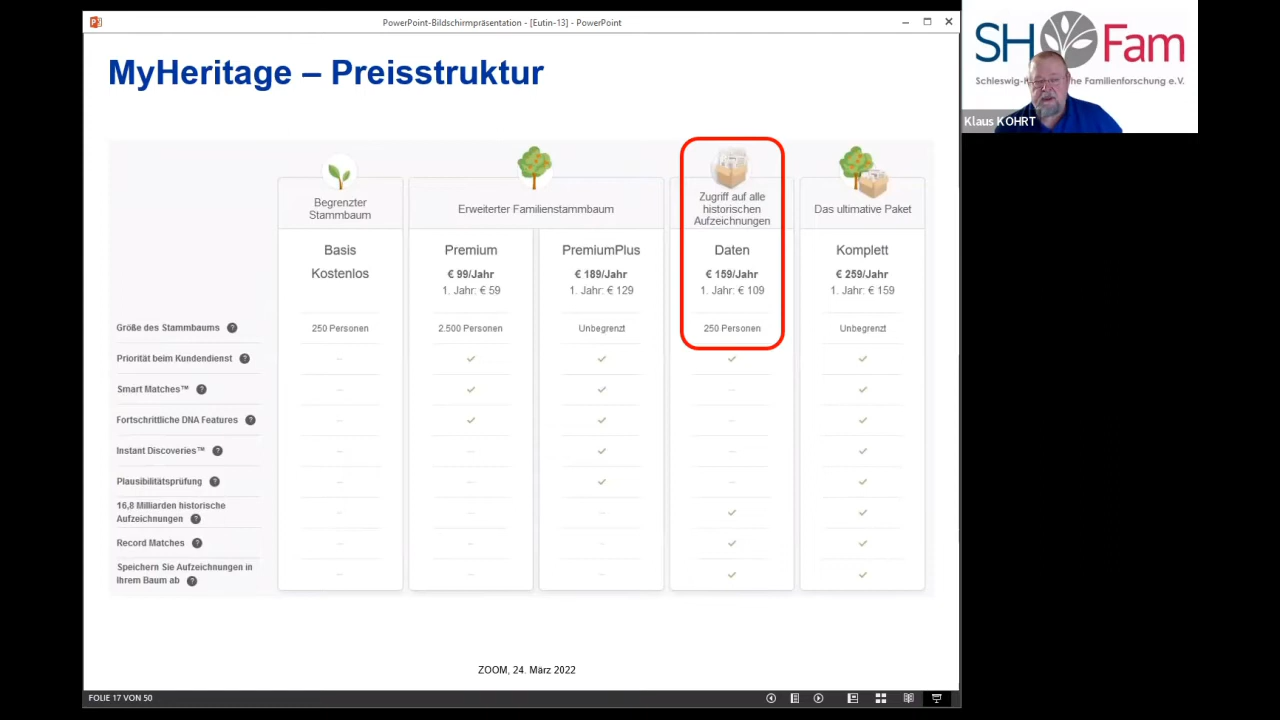 PowerPoint-Bildschirmpräsentation - [Eutin-13] - PowerPoint
SH Fam
Schleswig-H
he Familienforschung e.V.
Klaus KOHRT
MyHeritage – Preisstruktur
Begrenzter
Stammbaum
Erweiterter Familienstammbaum
Zugriff auf alle
historischen
Aufzeichnungen
Das ultimative Paket
Basis
Premium
PremiumPlus
Daten
Komplett
Kostenlos
€ 99/Jahr
€ 189/Jahr
€ 159/Jahr
€ 259/Jahr
1. Jahr: € 59
1. Jahr: € 129
1. Jahr: € 109
1. Jahr: € 159
Größe des Stammbaums ?
250 Personen
2.500 Personen
Unbegrenzt
250 Personen
Unbegrenzt
Priorität beim Kundendienst ?
Smart Matches™ ?
Fortschrittliche DNA Features ?
Instant Discoveries™ ?
Plausibilitätsprüfung ?
16,8 Milliarden historische
Aufzeichnungen ?
Record Matches ?
Speichern Sie Aufzeichnungen in
Ihrem Baum ab ?
ZOOM, 24. März 2022
FOLIE 17 VON 50